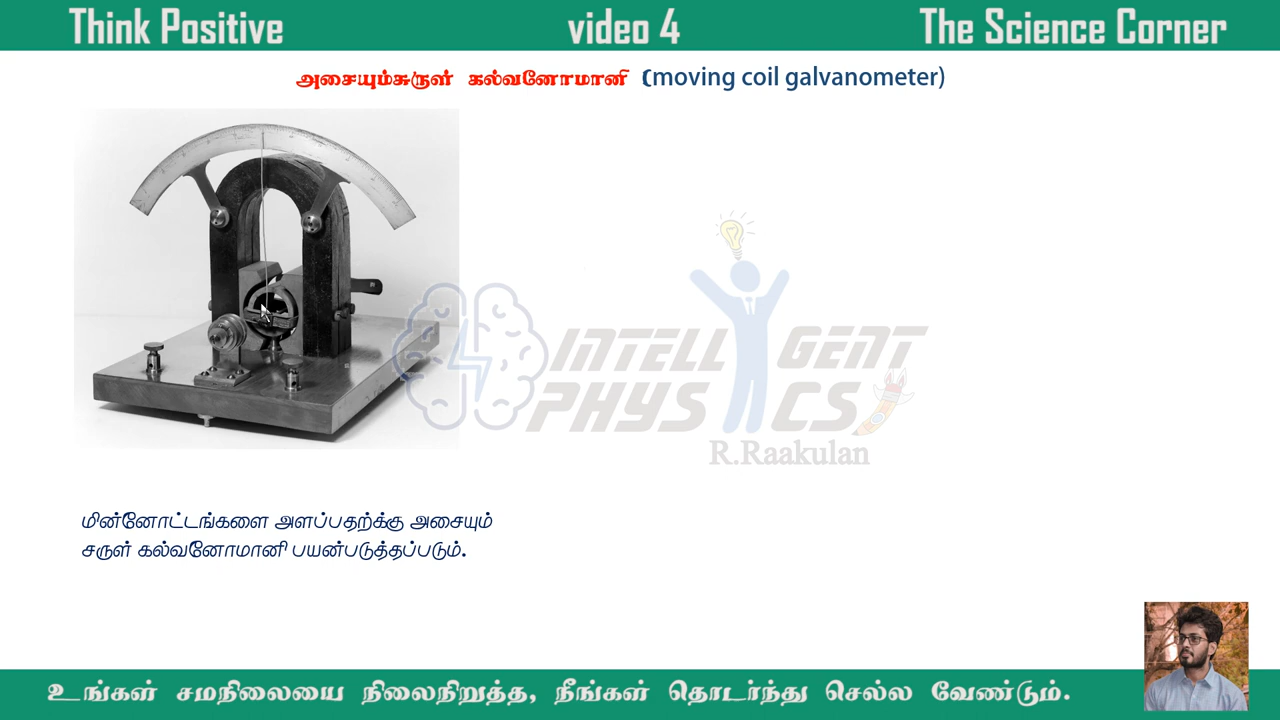 Think Positive video 4 The Science Corner
அசையும்சுருள் கல்வனோமானி (moving coil galvanometer)
INTELLIGENT
PHYSICS
R.Raakulan
மின்னோட்டங்களை அளப்பதற்க்கு அசையும்
சருள் கல்வனோமானி பயன்படுத்தப்படும்.
உங்கள் சமநிலையை நிலைநிறுத்த, நீங்கள் தொடர்ந்து செல்ல வேண்டும்.